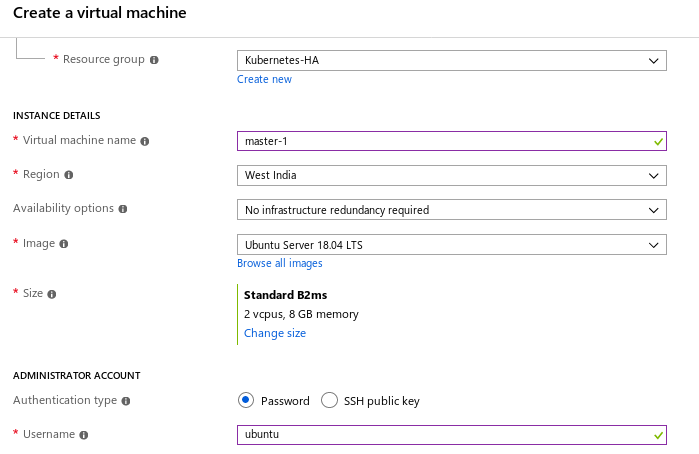 Create a virtual machine
* Resource group
Kubernetes-HA
Create new
INSTANCE DETAILS
* Virtual machine name
master-1
* Region
West India
Availability options
No infrastructure redundancy required
* Image
Ubuntu Server 18.04 LTS
Browse all images
* Size
Standard B2ms
2 vcpus, 8 GB memory
Change size
ADMINISTRATOR ACCOUNT
Authentication type
Password
SSH public key
* Username
ubuntu